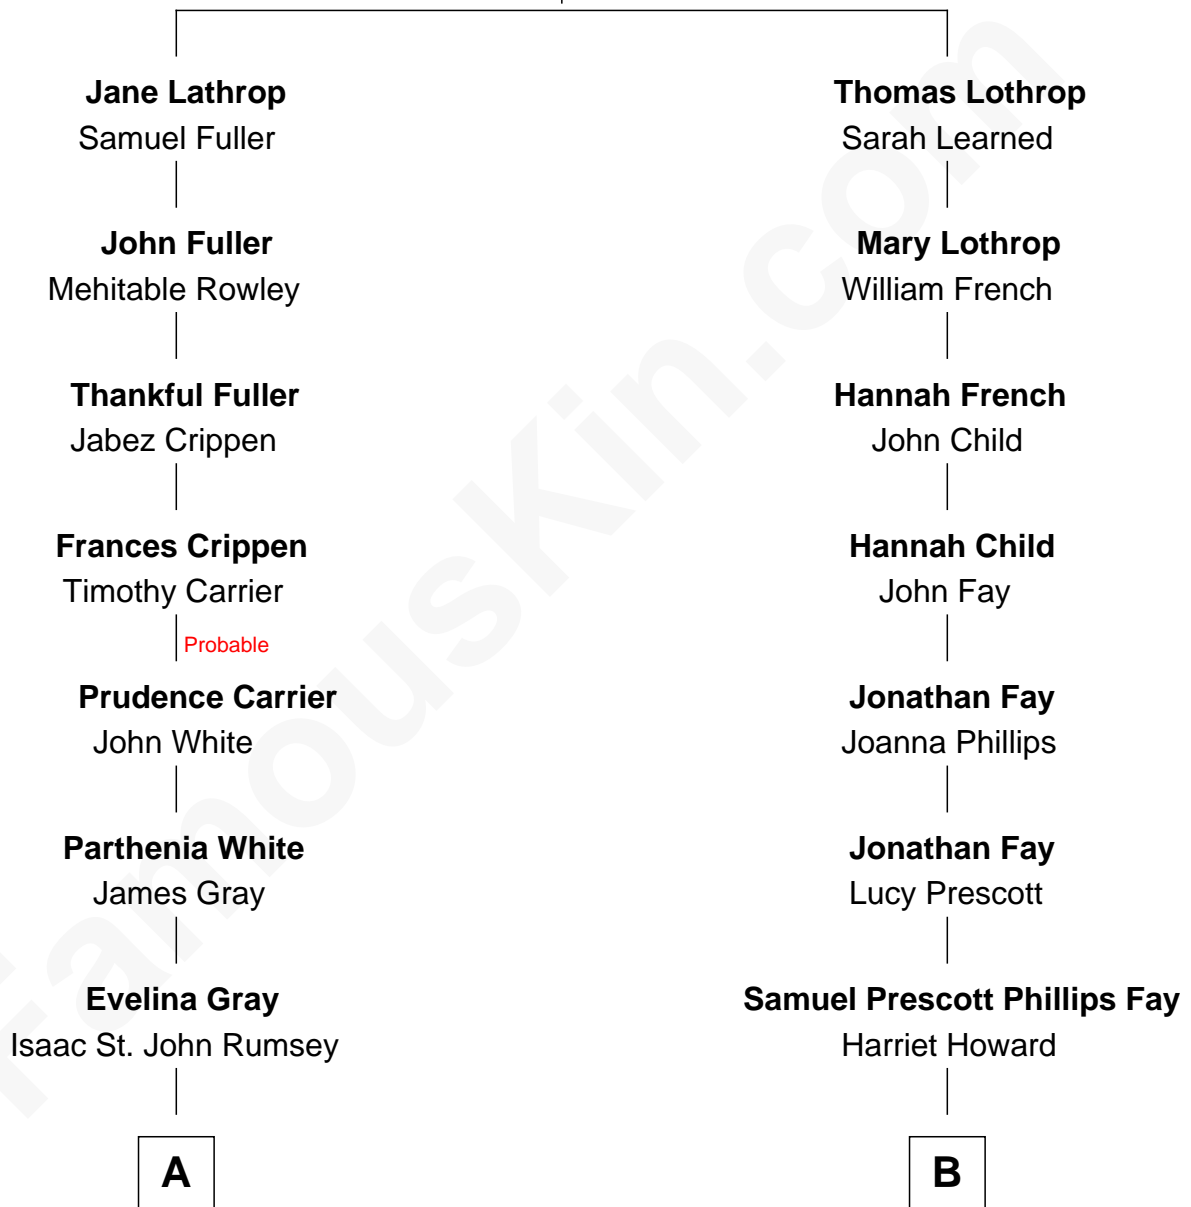 Jane Lathrop
Samuel Fuller
John Fuller
Mehitable Rowley
Thankful Fuller
Jabez Crippen
Frances Crippen
Timothy Carrier
Probable
Prudence Carrier
John White
Parthenia White
James Gray
Evelina Gray
Isaac St. John Rumsey
A
Thomas Lothrop
Sarah Learned
Mary Lothrop
William French
Hannah French
John Child
Hannah Child
John Fay
Jonathan Fay
Joanna Phillips
Jonathan Fay
Lucy Prescott
Samuel Prescott Phillips Fay
Harriet Howard
B
FamousKin.com